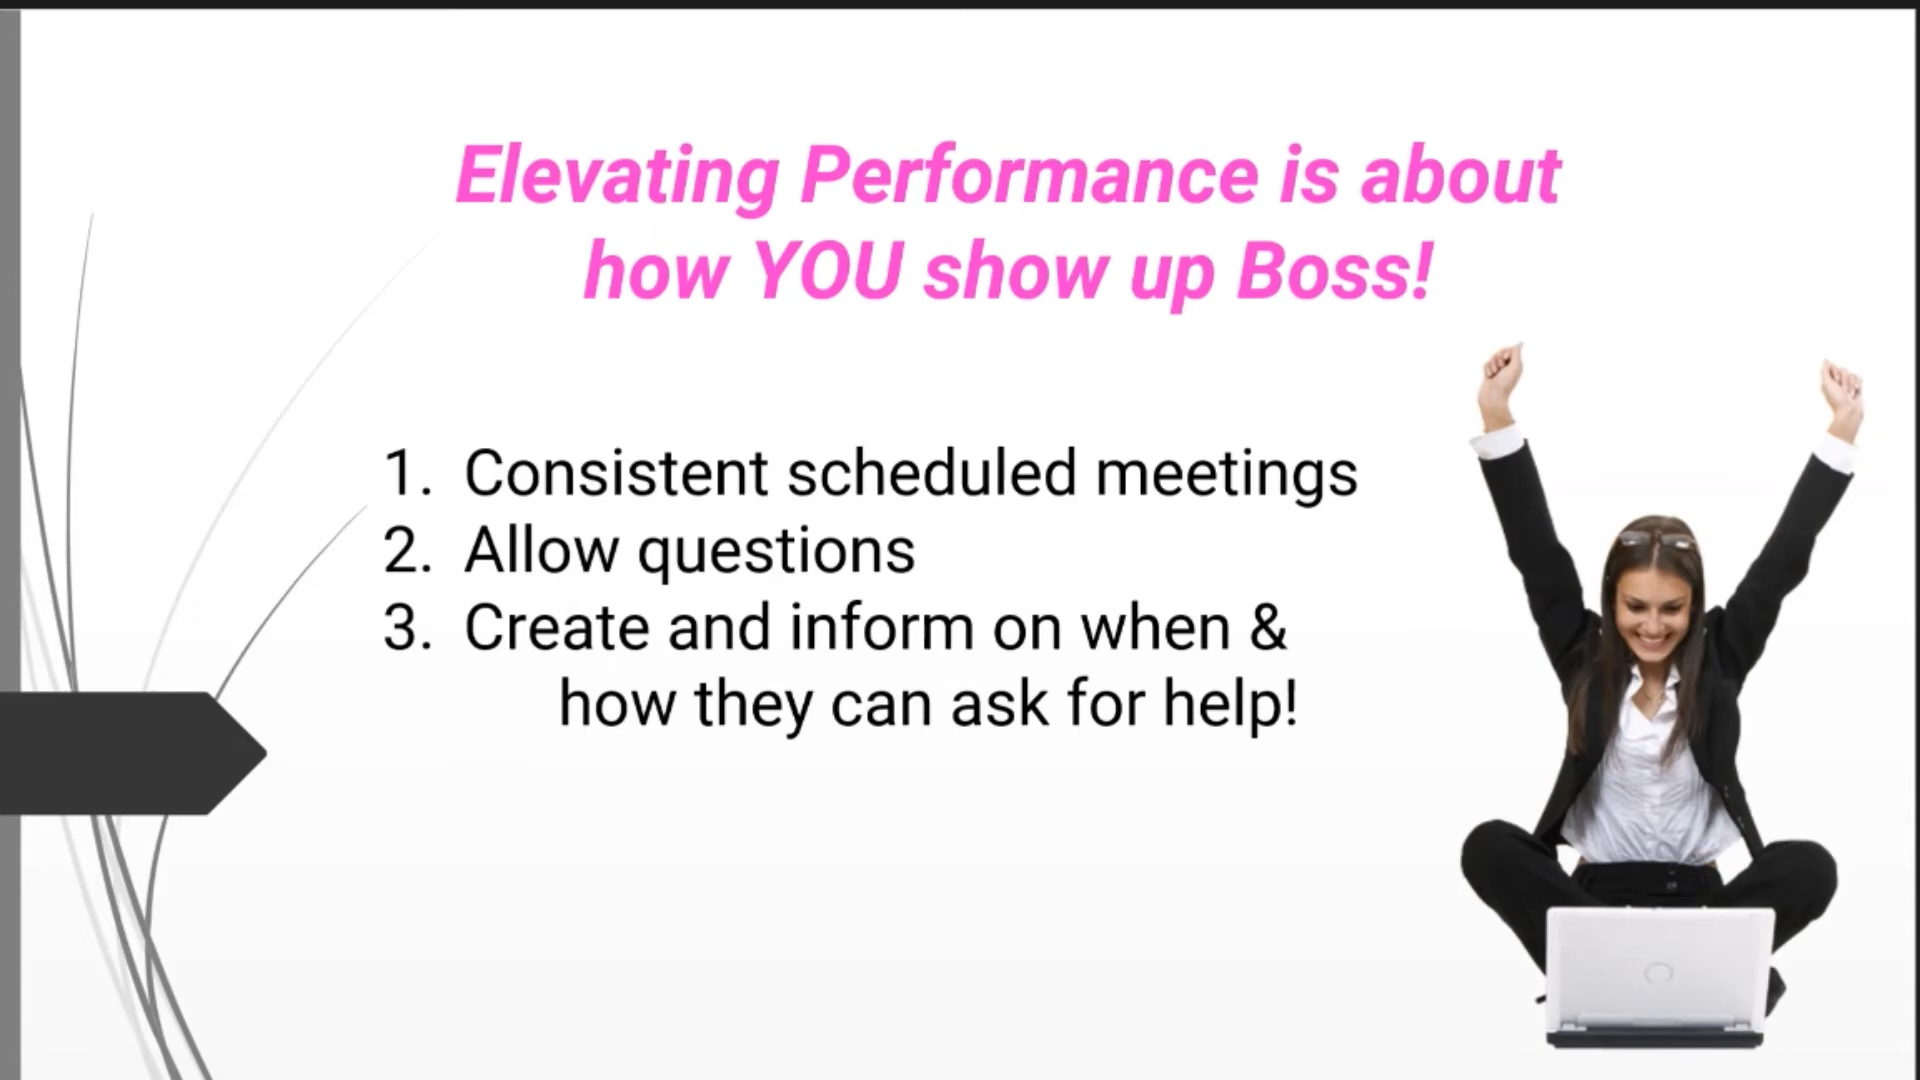 Elevating Performance is about
how YOU show up Boss!
1. Consistent scheduled meetings
2. Allow questions
3. Create and inform on when &
how they can ask for help!